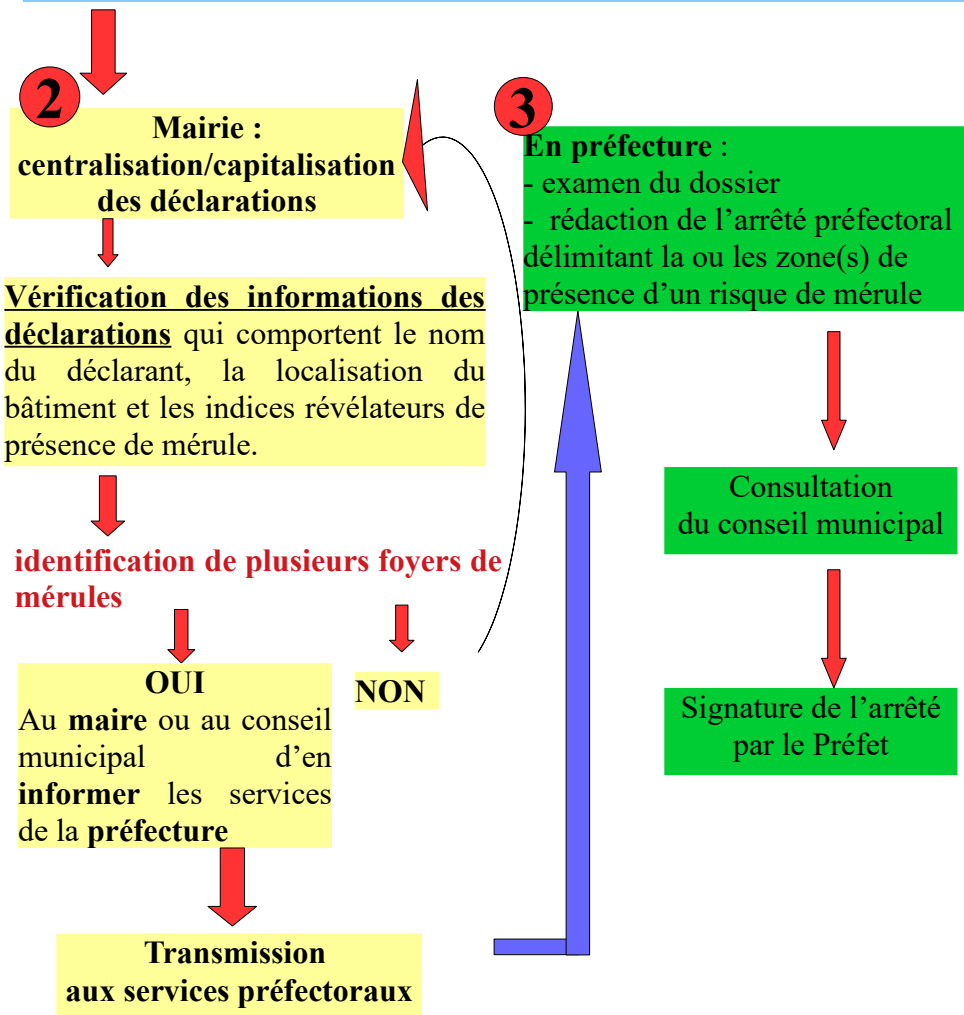 2
Mairie :
centralisation/capitalisation
des déclarations
Vérification des informations des
déclarations qui comportent le nom
du déclarant, la localisation du
bâtiment et les indices révélateurs de
présence de mérule.
identification de plusieurs foyers de
mérules
OUI
Au maire ou au conseil
municipal d’en
informer les services
de la préfecture
NON
Transmission
aux services préfectoraux
3
En préfecture :
- examen du dossier
- rédaction de l’arrêté préfectoral
délimitant la ou les zone(s) de
présence d’un risque de mérule
Consultation
du conseil municipal
Signature de l’arrêté
par le Préfet